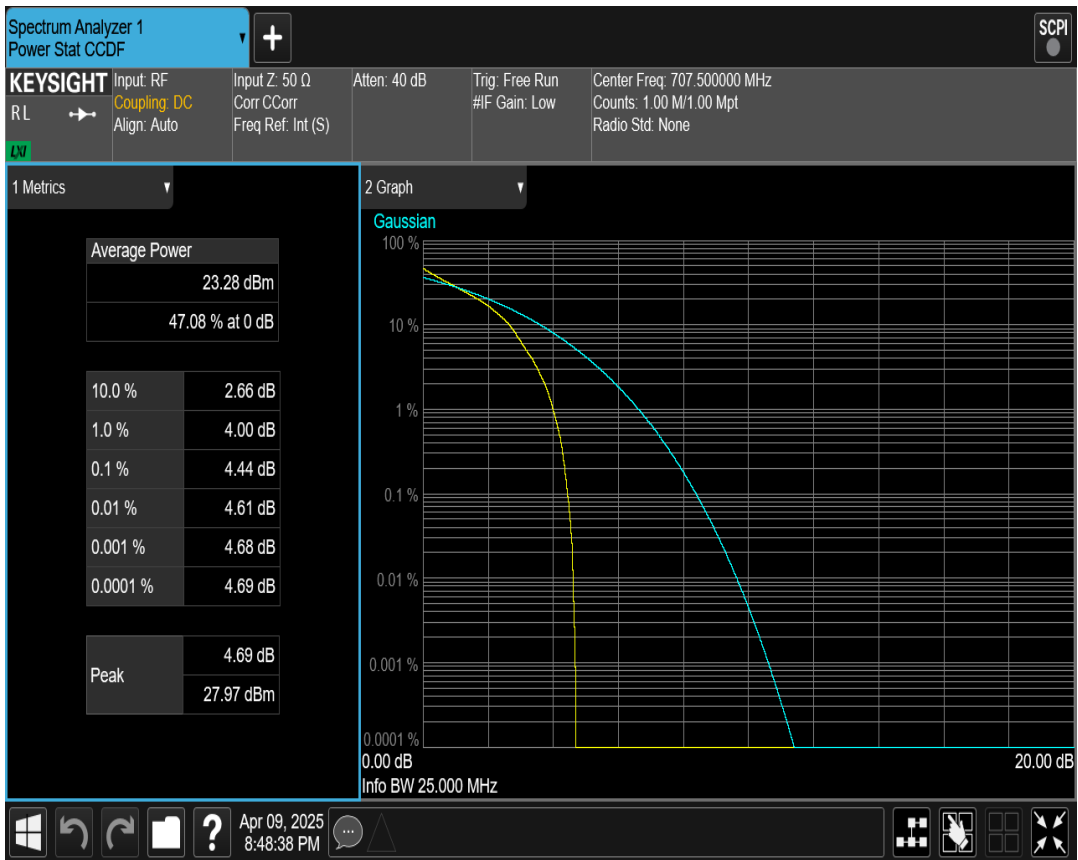 Spectrum Analyzer 1
Power Stat CCDF
SCPI
KEYSIGHT
RL
LXI
Input: RF
Coupling: DC
Align: Auto
Input Z: 50 Ω
Corr CCorr
Freq Ref: Int (S)
Atten: 40 dB
Trig: Free Run
#IF Gain: Low
Center Freq: 707.500000 MHz
Counts: 1.00 M/1.00 Mpt
Radio Std: None
1 Metrics
Average Power
23.28 dBm
47.08 % at 0 dB
10.0 % 2.66 dB
1.0 % 4.00 dB
0.1 % 4.44 dB
0.01 % 4.61 dB
0.001 % 4.68 dB
0.0001 % 4.69 dB
Peak
4.69 dB
27.97 dBm
2 Graph
Gaussian
100 %
10 %
1 %
0.1 %
0.01 %
0.001 %
0.0001 %
0.00 dB 20.00 dB
Info BW 25.000 MHz
Apr 09, 2025
8:48:38 PM